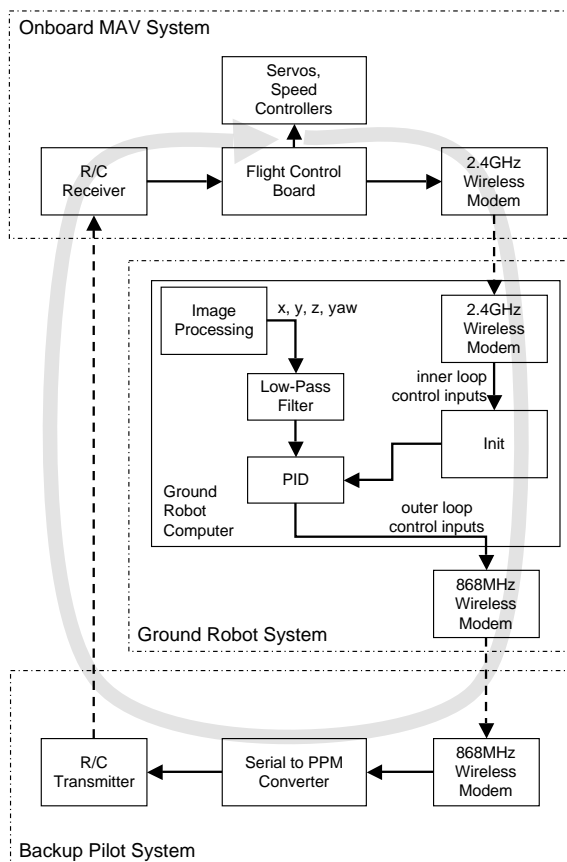 Onboard MAV System
Servos,
Speed
Controllers
R/C
Receiver
Flight Control
Board
2.4GHz
Wireless
Modem
Image
Processing
x, y, z, yaw
2.4GHz
Wireless
Modem
Low-Pass
Filter
inner loop
control inputs
Init
PID
Ground
Robot
Computer
outer loop
control inputs
868MHz
Wireless
Modem
Ground Robot System
R/C
Transmitter
Serial to PPM
Converter
868MHz
Wireless
Modem
Backup Pilot System